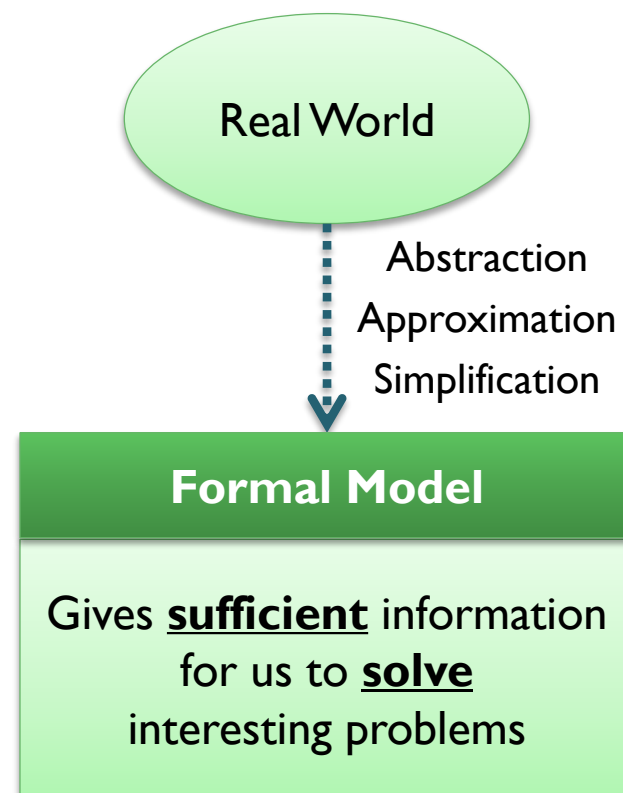 Real World
Abstraction
Approximation
Simplification
Formal Model
Gives sufficient information
for us to solve
interesting problems